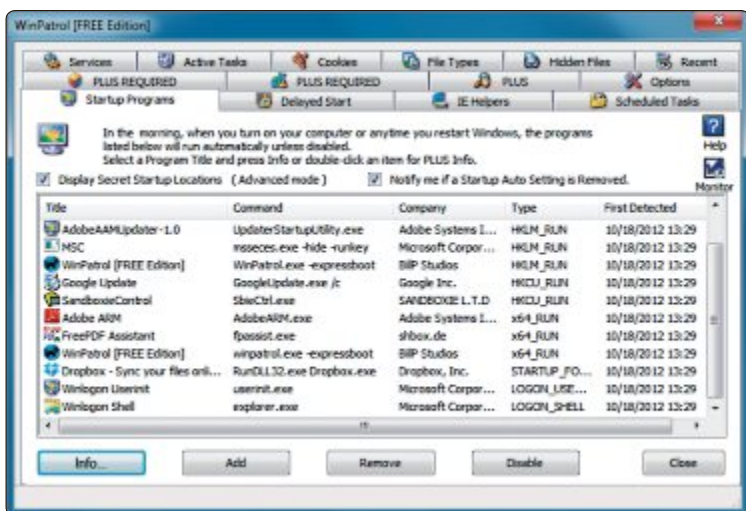 WinPatrol [FREE Edition]
Services Active Tasks Cookies File Types Hidden Files Recent
PLUS REQUIRED PLUS REQUIRED PLUS Options
Startup Programs Delayed Start IE Helpers Scheduled Tasks
In the morning, when you turn on your computer or anytime you restart Windows, the programs
listed below will run automatically unless disabled.
Select a Program Title and press Info or double-click an item for PLUS Info.
Help
Display Secret Startup Locations (Advanced mode) Notify me if a Startup Auto Setting is Removed.
Monitor
Title Command Company Type First Detected
AdobeAAMUpdater-1.0 UpdaterStartupUtility.exe Adobe Systems I... HKLM_RUN 10/18/2012 13:29
MSC msseces.exe -hide -runkey Microsoft Corpor... HKLM_RUN 10/18/2012 13:29
WinPatrol [FREE Edition] WinPatrol.exe -expressboot BillP Studios HKLM_RUN 10/18/2012 13:29
Google Update GoogleUpdate.exe /c Google Inc. HKCU_RUN 10/18/2012 13:29
SandboxieControl SbieCtrl.exe SANDBOXIE L.T.D HKCU_RUN 10/18/2012 13:29
Adobe ARM AdobeARM.exe Adobe Systems I... x64_RUN 10/18/2012 13:29
FreePDF Assistant fpassist.exe shbox.de x64_RUN 10/18/2012 13:29
WinPatrol [FREE Edition] winpatrol.exe -expressboot BillP Studios x64_RUN 10/18/2012 13:29
Dropbox - Sync your files onli... RunDLL32.exe Dropbox.exe Dropbox, Inc. STARTUP_FO... 10/18/2012 13:29
Winlogon Userinit userinit.exe Microsoft Corpor... LOGON_USE... 10/18/2012 13:29
Winlogon Shell explorer.exe Microsoft Corpor... LOGON_SHELL 10/18/2012 13:29
Info... Add Remove Disable Close